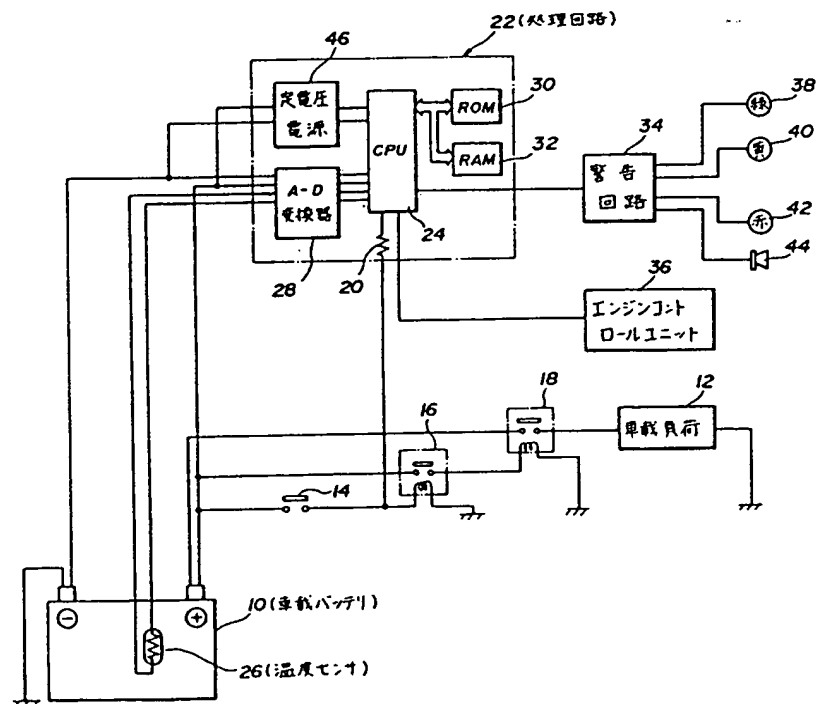 22(処理回路)
46
定電圧
電源
CPU
ROM
30
RAM
32
A-D
変換器
28
20
24
34
警告
回路
緑
38
黄
40
赤
42
44
36
エンジンコント
ロールユニット
18
12
車載負荷
16
14
−
+
10(車載バッテリ)
26(温度センサ)